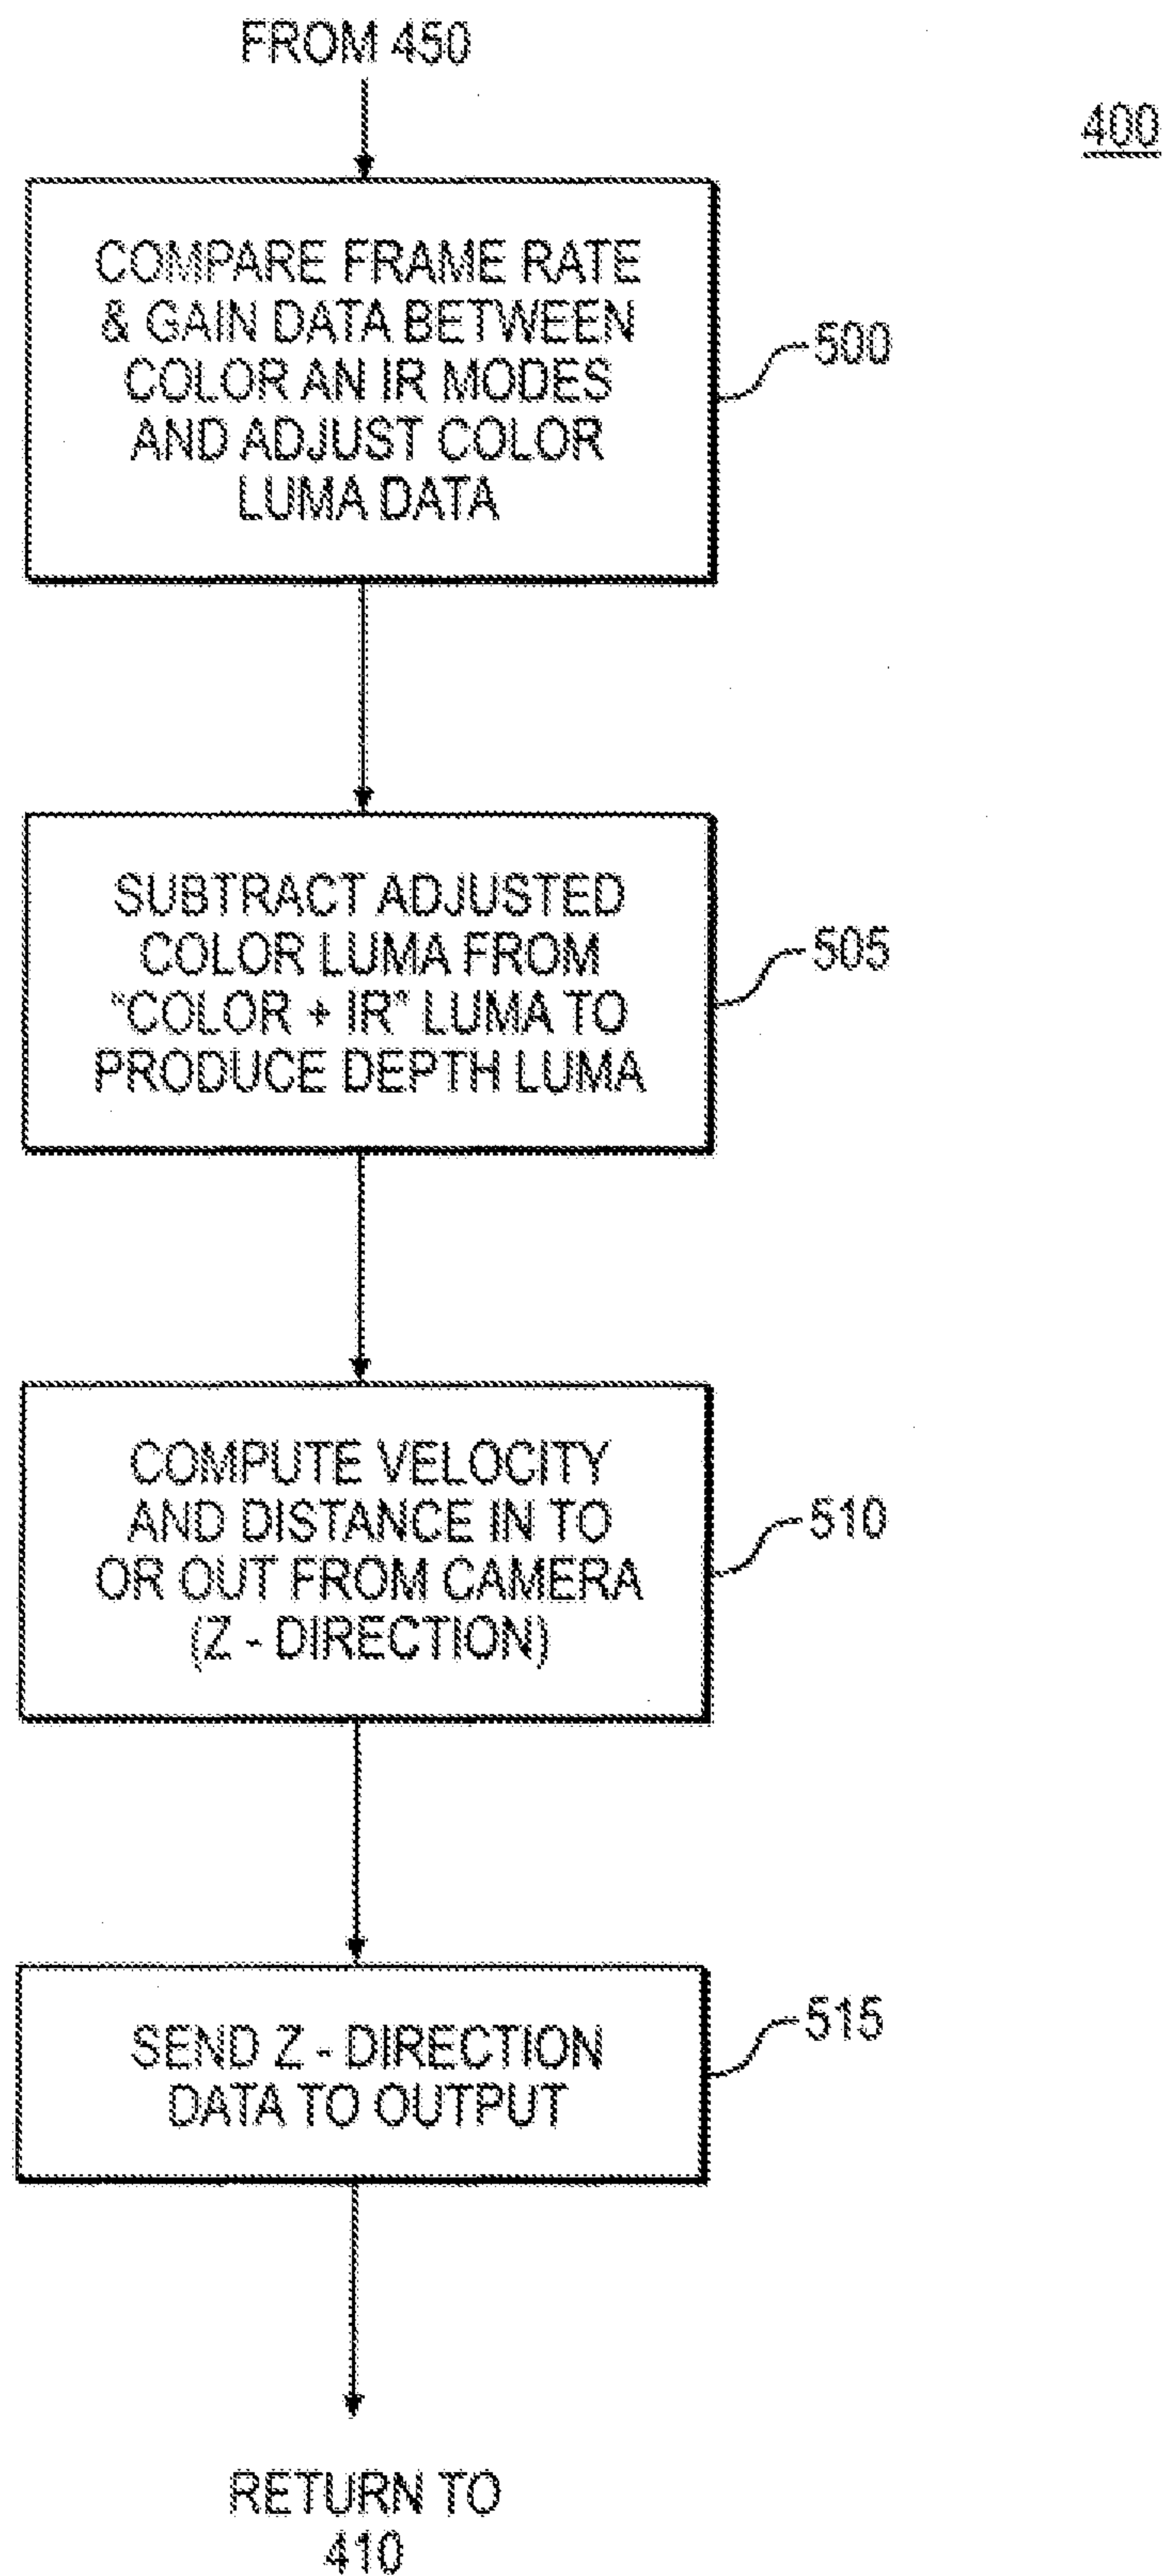 FROM 450
400
COMPARE FRAME RATE
& GAIN DATA BETWEEN
COLOR AN IR MODES
AND ADJUST COLOR
LUMA DATA
500
SUBTRACT ADJUSTED
COLOR LUMA FROM
"COLOR + IR" LUMA TO
PRODUCE DEPTH LUMA
505
COMPUTE VELOCITY
AND DISTANCE IN TO
OR OUT FROM CAMERA
(Z - DIRECTION)
510
SEND Z - DIRECTION
DATA TO OUTPUT
515
RETURN TO
410